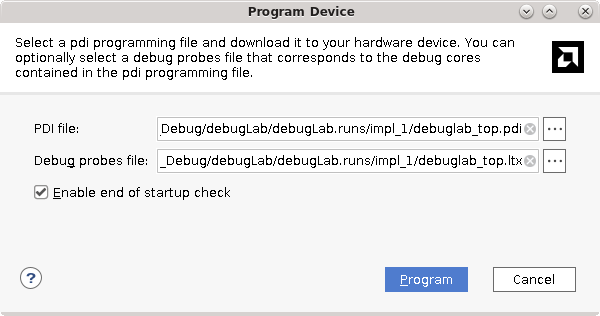 Program Device
Select a pdi programming file and download it to your hardware device. You can
optionally select a debug probes file that corresponds to the debug cores
contained in the pdi programming file.
PDI file: _Debug/debugLab/debugLab.runs/impl_1/debuglab_top.pdi
Debug probes file: _Debug/debugLab/debugLab.runs/impl_1/debuglab_top.ltx
Enable end of startup check
? Program Cancel